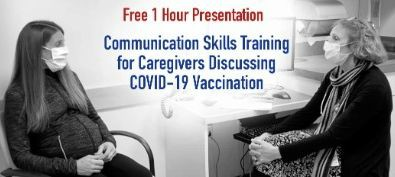 Free 1 Hour Presentation
Communication Skills Training
for Caregivers Discussing
COVID-19 Vaccination